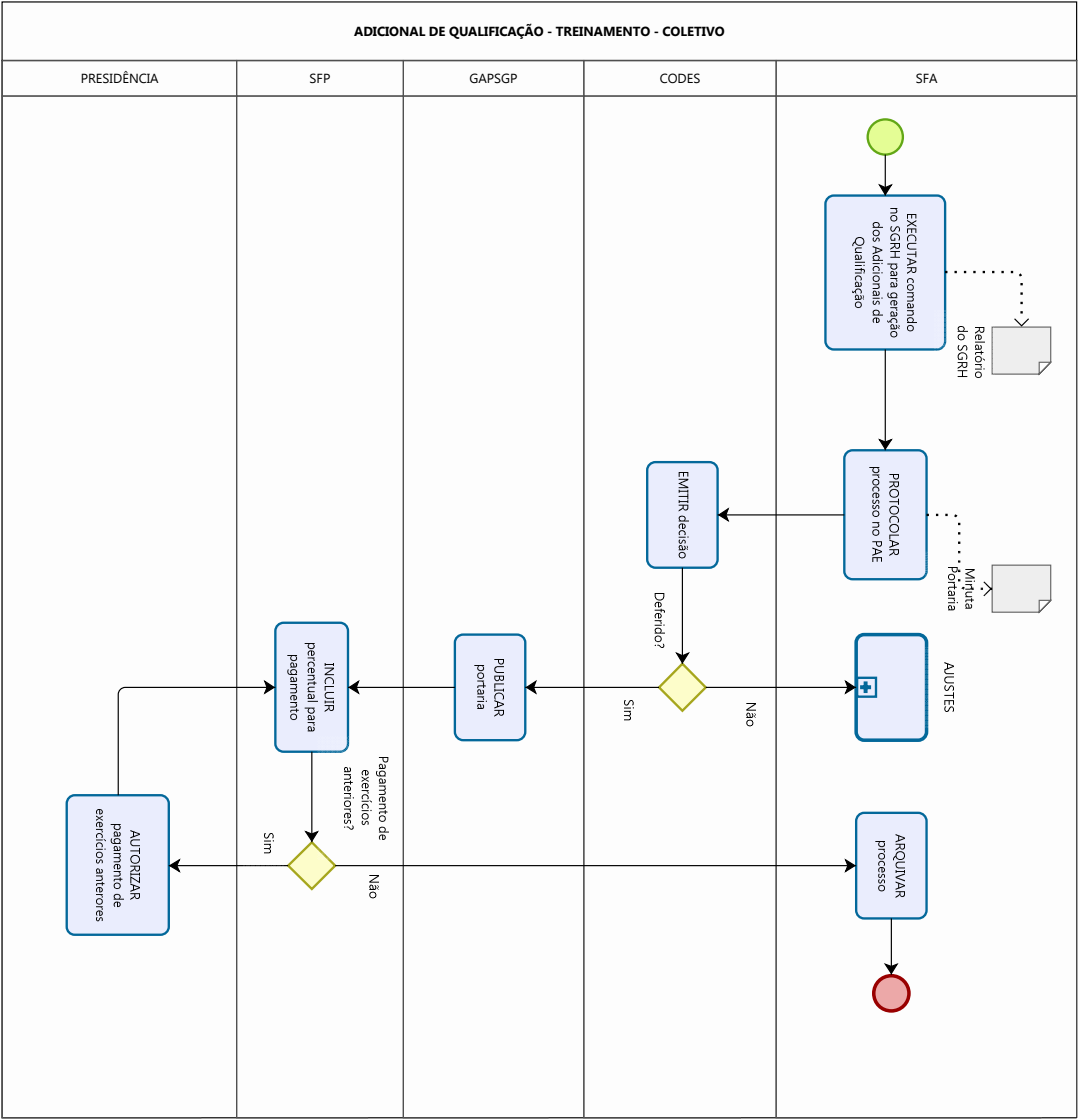 ADICIONAL DE QUALIFICAÇÃO - TREINAMENTO - COLETIVO
PRESIDÊNCIA
SFP
GAPSGP
CODES
SFA
EXECUTAR comando
no SGRH para geração
dos Adicionais de
Qualificação
Relatório
do SGRH
PROTOCOLAR
processo no PAE
Minuta
Portaria
EMITIR decisão
Deferido?
Não
Sim
AJUSTES
PUBLICAR
portaria
INCLUIR
percentual para
pagamento
Pagamento de
exercícios
anteriores?
Sim
Não
AUTORIZAR
pagamento de
exercícios anterores
ARQUIVAR
processo